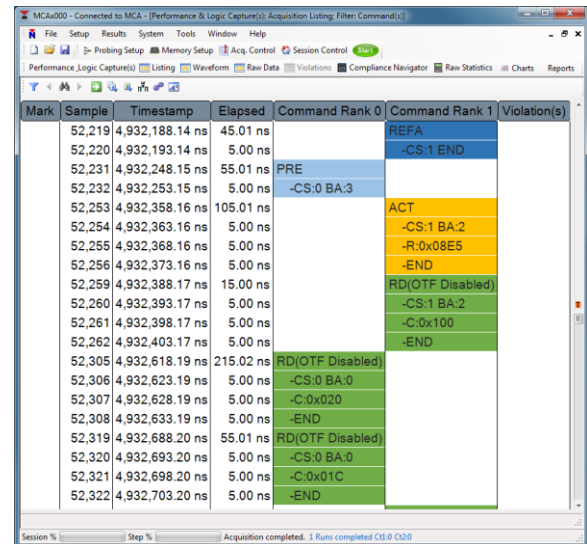 MCAx000 - Connected to MCA - [Performance & Logic Capture(s): Acquisition Listing: Filter: Command(s)]
File Setup Results System Tools Window Help
Probing Setup Memory Setup Acq. Control Session Control Start
Performance_Logic Capture(s) Listing Waveform Raw Data Violations Compliance Navigator Raw Statistics Charts Reports
Mark Sample Timestamp Elapsed Command Rank 0 Command Rank 1 Violation(s)
52,219 4,932,188.14 ns 45.01 ns REFA
52,220 4,932,193.14 ns 5.00 ns -CS:1 END
52,231 4,932,248.15 ns 55.01 ns PRE
52,232 4,932,253.15 ns 5.00 ns -CS:0 BA:3
52,253 4,932,358.16 ns 105.01 ns ACT
52,254 4,932,363.16 ns 5.00 ns -CS:1 BA:2
52,255 4,932,368.16 ns 5.00 ns -R:0x08E5
52,256 4,932,373.16 ns 5.00 ns -END
52,259 4,932,388.17 ns 15.00 ns RD(OTF Disabled)
52,260 4,932,393.17 ns 5.00 ns -CS:1 BA:2
52,261 4,932,398.17 ns 5.00 ns -C:0x100
52,262 4,932,403.17 ns 5.00 ns -END
52,305 4,932,618.19 ns 215.02 ns RD(OTF Disabled)
52,306 4,932,623.19 ns 5.00 ns -CS:0 BA:0
52,307 4,932,628.19 ns 5.00 ns -C:0x020
52,308 4,932,633.19 ns 5.00 ns -END
52,319 4,932,688.20 ns 55.01 ns RD(OTF Disabled)
52,320 4,932,693.20 ns 5.00 ns -CS:0 BA:0
52,321 4,932,698.20 ns 5.00 ns -C:0x01C
52,322 4,932,703.20 ns 5.00 ns -END
Session % Step % Acquisition completed. 1 Runs completed Ct1:0 Ct2:0